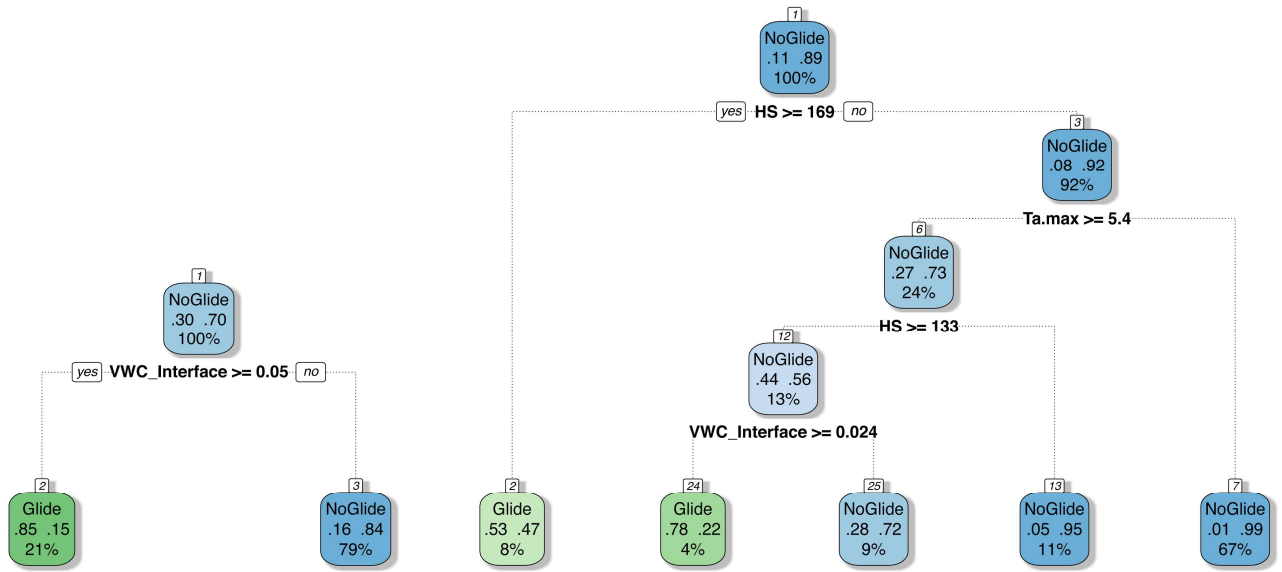 1
NoGlide
.30 .70
100%
yes VWC_Interface >= 0.05 no
2
Glide
.85 .15
21%
3
NoGlide
.16 .84
79%
1
NoGlide
.11 .89
100%
yes HS >= 169 no
3
NoGlide
.08 .92
92%
Ta.max >= 5.4
6
NoGlide
.27 .73
24%
HS >= 133
12
NoGlide
.44 .56
13%
VWC_Interface >= 0.024
2
Glide
.53 .47
8%
24
Glide
.78 .22
4%
25
NoGlide
.28 .72
9%
13
NoGlide
.05 .95
11%
7
NoGlide
.01 .99
67%